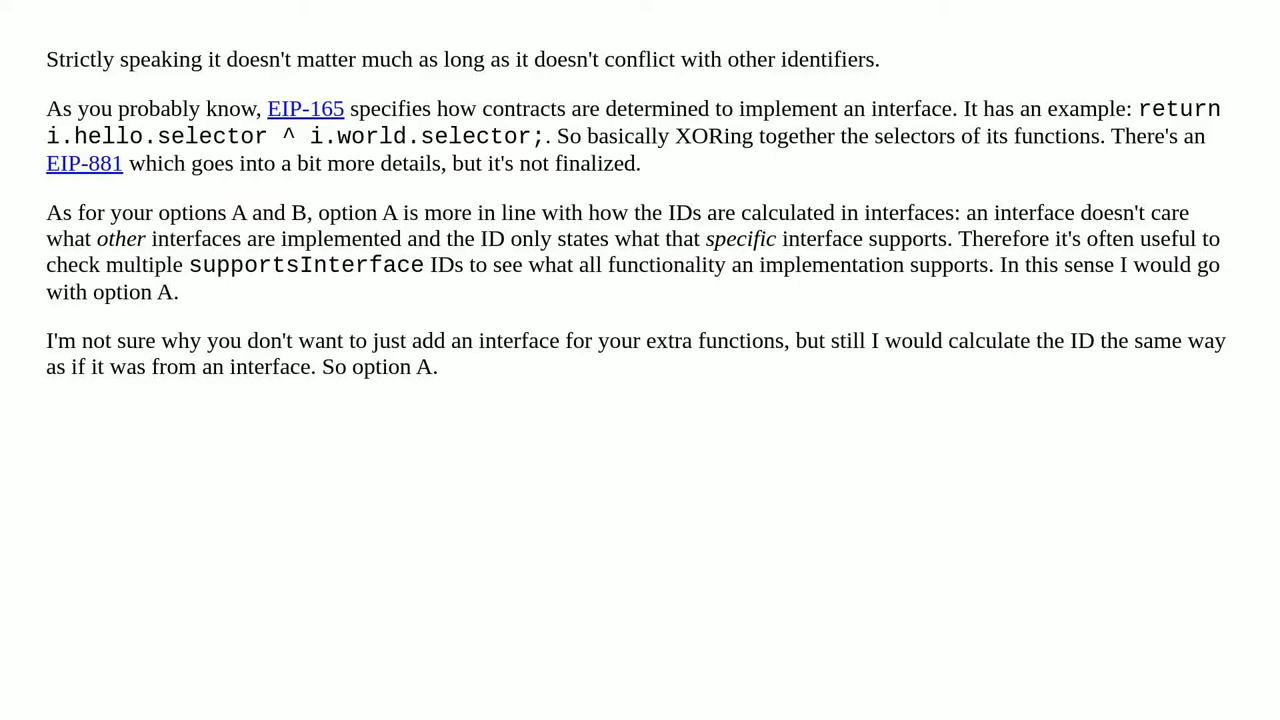 Strictly speaking it doesn't matter much as long as it doesn't conflict with other identifiers.
As you probably know, EIP-165 specifies how contracts are determined to implement an interface. It has an example: return
i.hello.selector ^ i.world.selector;. So basically XORing together the selectors of its functions. There's an
EIP-881 which goes into a bit more details, but it's not finalized.
As for your options A and B, option A is more in line with how the IDs are calculated in interfaces: an interface doesn't care
what other interfaces are implemented and the ID only states what that specific interface supports. Therefore it's often useful to
check multiple supportsInterface IDs to see what all functionality an implementation supports. In this sense I would go
with option A.
I'm not sure why you don't want to just add an interface for your extra functions, but still I would calculate the ID the same way
as if it was from an interface. So option A.